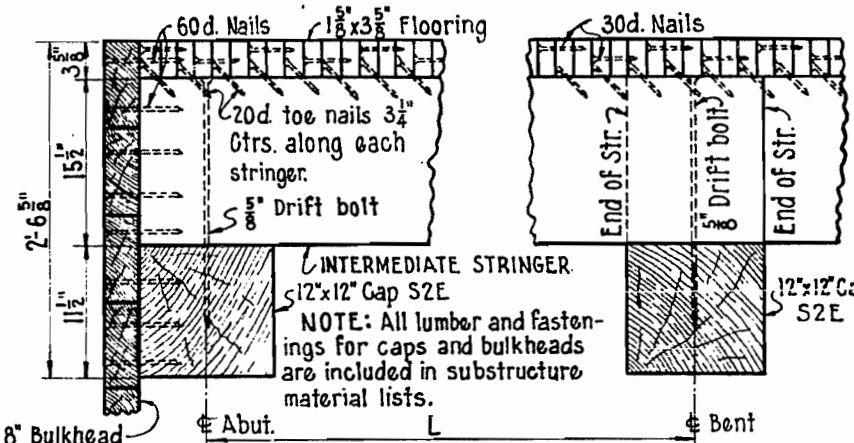 60d. Nails
1 5/8" x 3 5/8" Flooring
30d. Nails
3 5/8"
15 1/2"
2'-6 5/8"
11 1/2"
20d. toe nails 3 1/4"
Ctrs. along each
stringer.
5/8" Drift bolt
End of Str.
5/8" Drift bolt
End of Str.
INTERMEDIATE STRINGER
12"x12" Cap S2E
12"x12" Ca
S2E
NOTE: All lumber and fasten-
ings for caps and bulkheads
are included in substructure
material lists.
8" Bulkhead
℄ Abut.
L
℄ Bent